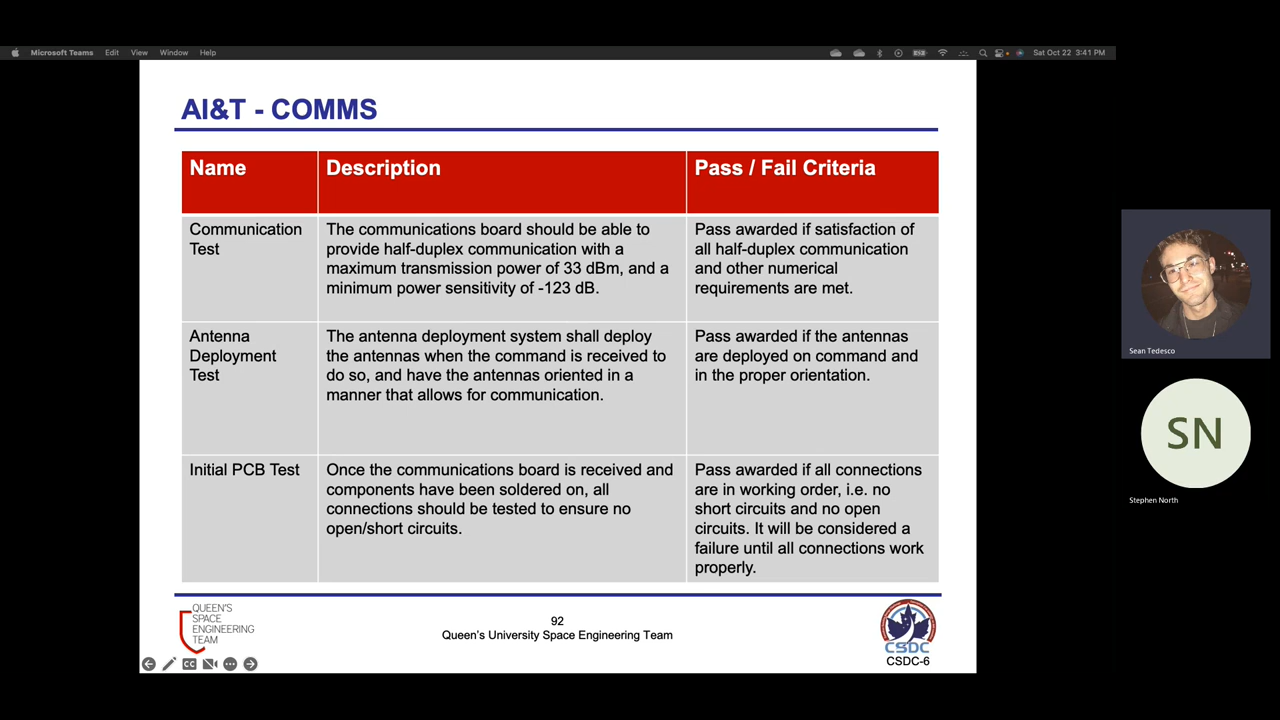 Microsoft Teams Edit View Window Help Sat Oct 22 3:41 PM
AI&T - COMMS
Name Description Pass / Fail Criteria
Communication
Test
The communications board should be able to
provide half-duplex communication with a
maximum transmission power of 33 dBm, and a
minimum power sensitivity of -123 dB.
Pass awarded if satisfaction of
all half-duplex communication
and other numerical
requirements are met.
Antenna
Deployment
Test
The antenna deployment system shall deploy
the antennas when the command is received to
do so, and have the antennas oriented in a
manner that allows for communication.
Pass awarded if the antennas
are deployed on command and
in the proper orientation.
Initial PCB Test
Once the communications board is received and
components have been soldered on, all
connections should be tested to ensure no
open/short circuits.
Pass awarded if all connections
are in working order, i.e. no
short circuits and no open
circuits. It will be considered a
failure until all connections work
properly.
QUEEN'S
SPACE
ENGINEERING
TEAM
92
Queen's University Space Engineering Team
CSDC
CSDC-6
CC
Sean Tedesco
SN
Stephen North